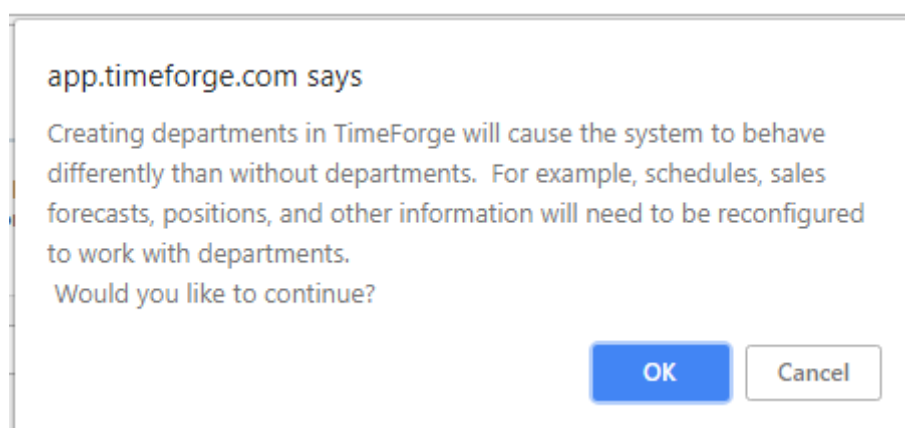 app.timeforge.com says
Creating departments in TimeForge will cause the system to behave
differently than without departments.  For example, schedules, sales
forecasts, positions, and other information will need to be reconfigured
to work with departments.
 Would you like to continue?
OK Cancel